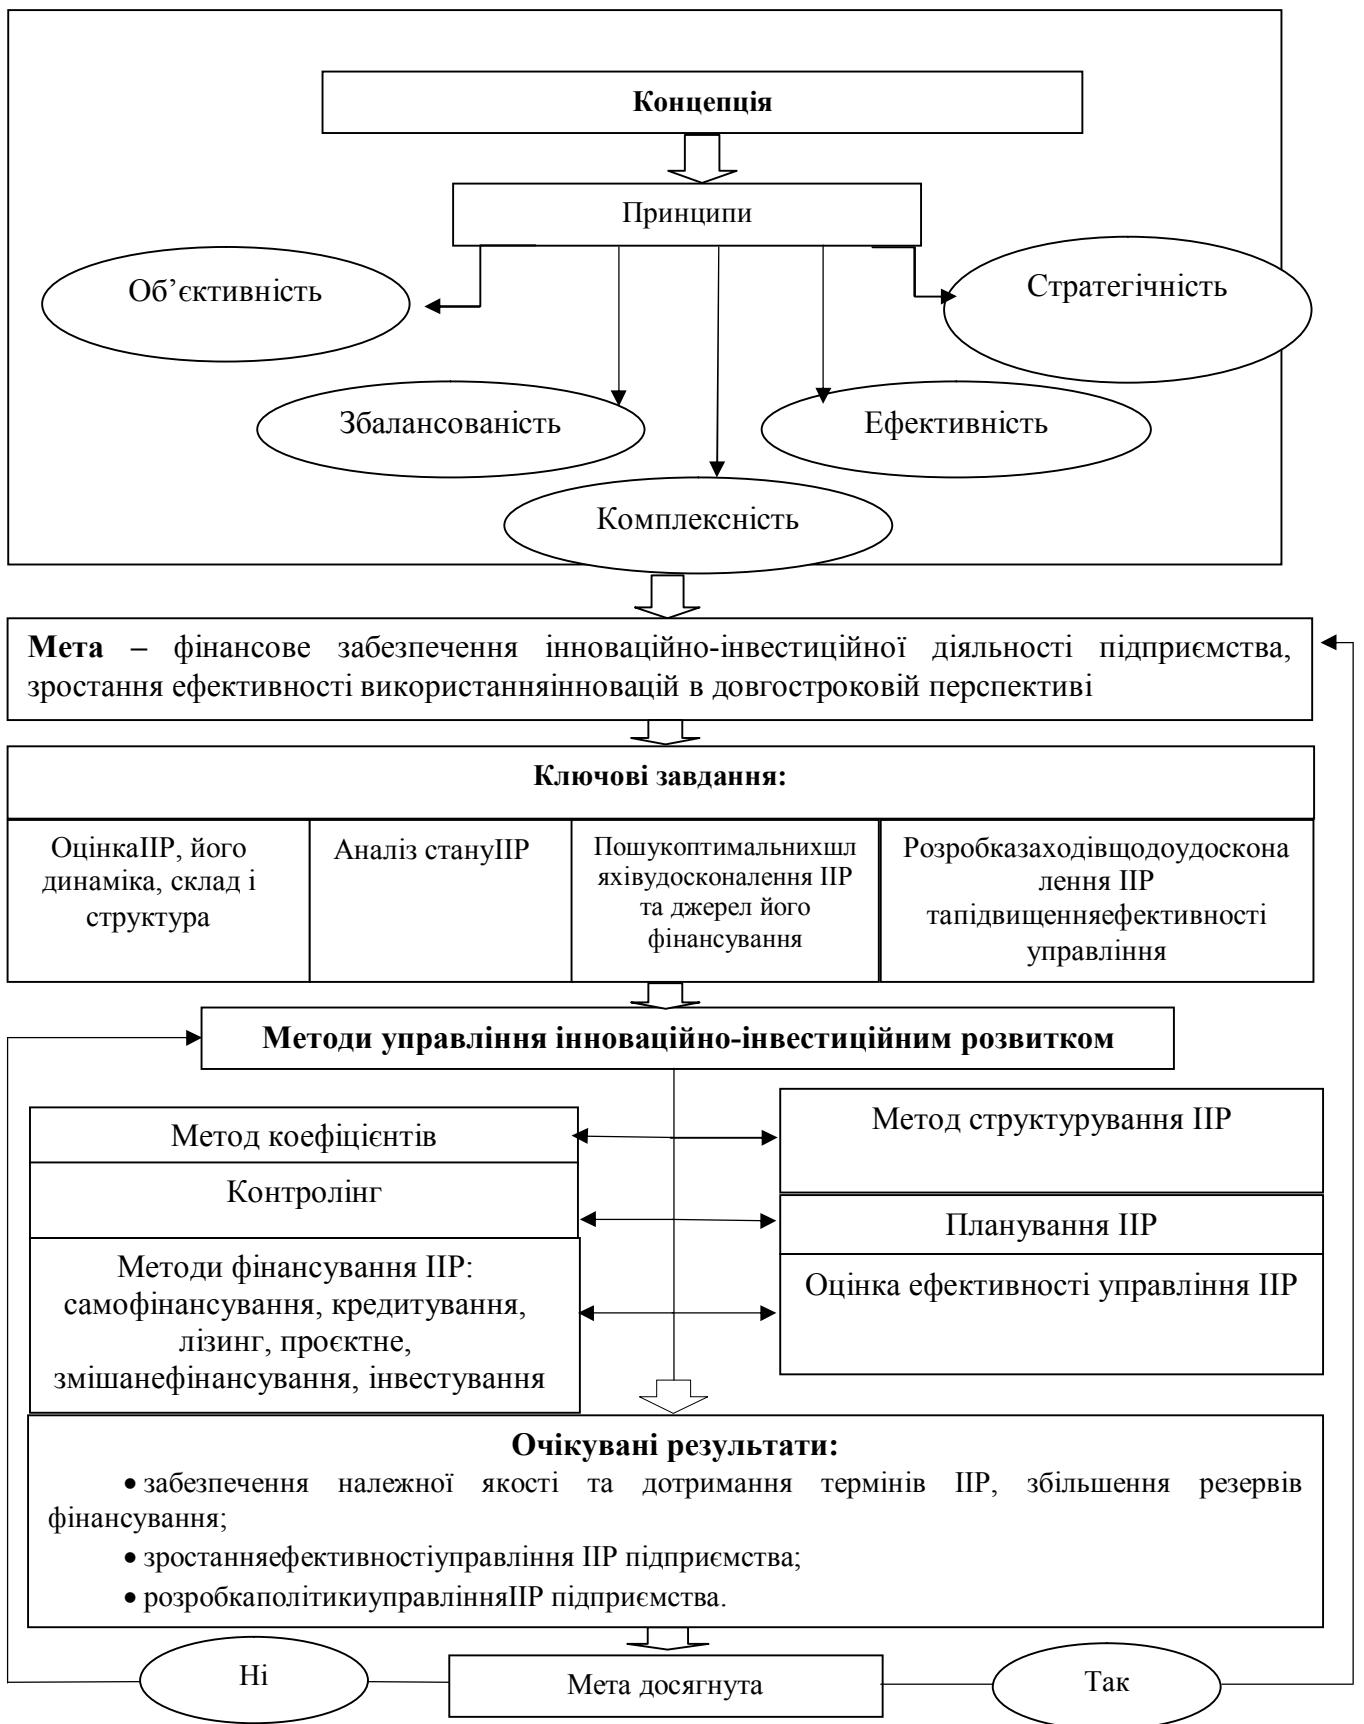 Концепція
Принципи
Об’єктивність
Стратегічність
Збалансованість
Ефективність
Комплексність
Мета – фінансове забезпечення інноваційно-інвестиційної діяльності підприємства,
зростання ефективності використанняінновацій в довгостроковій перспективі
Ключові завдання:
ОцінкаІІР, його
динаміка, склад і
структура
Аналіз стануІІР
Пошукоптимальнихшл
яхівудосконалення ІІР
та джерел його
фінансування
Розробказаходівщодоудоскона
лення ІІР
тапідвищенняефективності
управління
Методи управління інноваційно-інвестиційним розвитком
Метод коефіцієнтів
Метод структурування ІІР
Контролінг
Планування ІІР
Методи фінансування ІІР:
самофінансування, кредитування,
лізинг, проєктне,
змішанефінансування, інвестування
Оцінка ефективності управління ІІР
Очікувані результати:
• забезпечення належної якості та дотримання термінів ІІР, збільшення резервів
фінансування;
• зростанняефективностіуправління ІІР підприємства;
• розробкаполітикиуправлінняІІР підприємства.
Ні
Мета досягнута
Так